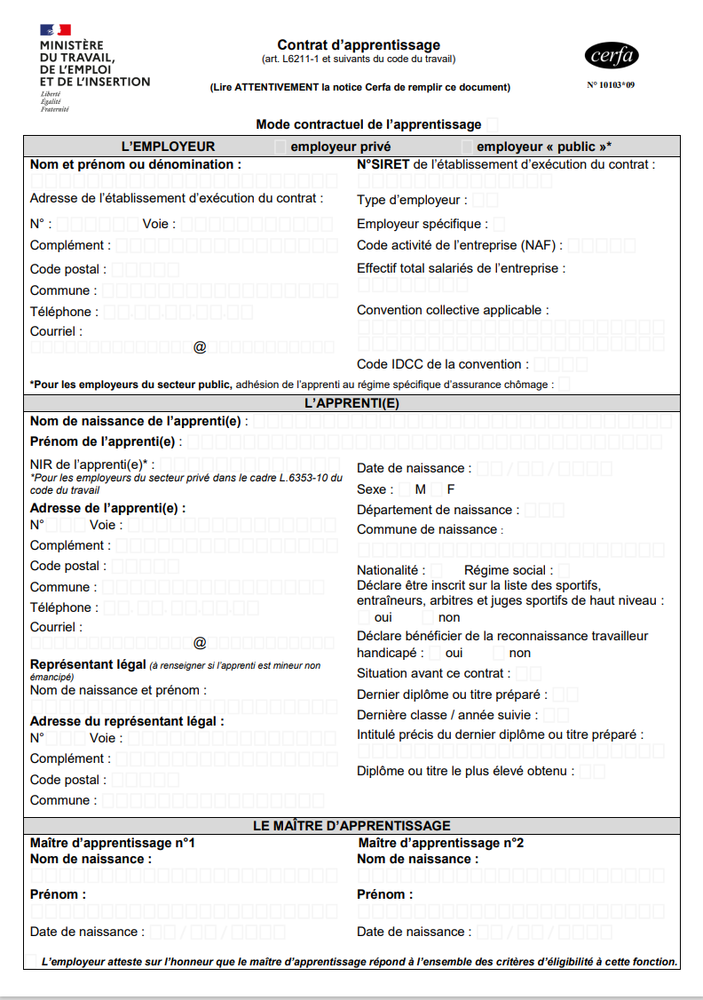 MINISTÈRE
DU TRAVAIL,
DE L'EMPLOI
ET DE L'INSERTION
Liberté
Égalité
Fraternité
Contrat d'apprentissage
(art. L6211-1 et suivants du code du travail)
(Lire ATTENTIVEMENT la notice Cerfa de remplir ce document)
cerfa
N° 10103*09
Mode contractuel de l'apprentissage
L'EMPLOYEUR employeur privé employeur « public »*
Nom et prénom ou dénomination :
Adresse de l'établissement d'exécution du contrat :
N° : Voie :
Complément :
Code postal :
Commune :
Téléphone :
Courriel :
@
N°SIRET de l'établissement d'exécution du contrat :
Type d'employeur :
Employeur spécifique :
Code activité de l'entreprise (NAF) :
Effectif total salariés de l'entreprise :
Convention collective applicable :
Code IDCC de la convention :
*Pour les employeurs du secteur public, adhésion de l'apprenti au régime spécifique d'assurance chômage :
L'APPRENTI(E)
Nom de naissance de l'apprenti(e) :
Prénom de l'apprenti(e) :
NIR de l'apprenti(e)* :
*Pour les employeurs du secteur privé dans le cadre L.6353-10 du
code du travail
Adresse de l'apprenti(e) :
N° Voie :
Complément :
Code postal :
Commune :
Téléphone :
Courriel :
@
Représentant légal (à renseigner si l'apprenti est mineur non
émancipé)
Nom de naissance et prénom :
Adresse du représentant légal :
N° Voie :
Complément :
Code postal :
Commune :
Date de naissance : / /
Sexe : M F
Département de naissance :
Commune de naissance :
Nationalité : Régime social :
Déclare être inscrit sur la liste des sportifs,
entraîneurs, arbitres et juges sportifs de haut niveau :
oui non
Déclare bénéficier de la reconnaissance travailleur
handicapé : oui non
Situation avant ce contrat :
Dernier diplôme ou titre préparé :
Dernière classe / année suivie :
Intitulé précis du dernier diplôme ou titre préparé :
Diplôme ou titre le plus élevé obtenu :
LE MAÎTRE D'APPRENTISSAGE
Maître d'apprentissage n°1
Nom de naissance :
Prénom :
Date de naissance : / /
Maître d'apprentissage n°2
Nom de naissance :
Prénom :
Date de naissance : / /
L'employeur atteste sur l'honneur que le maître d'apprentissage répond à l'ensemble des critères d'éligibilité à cette fonction.